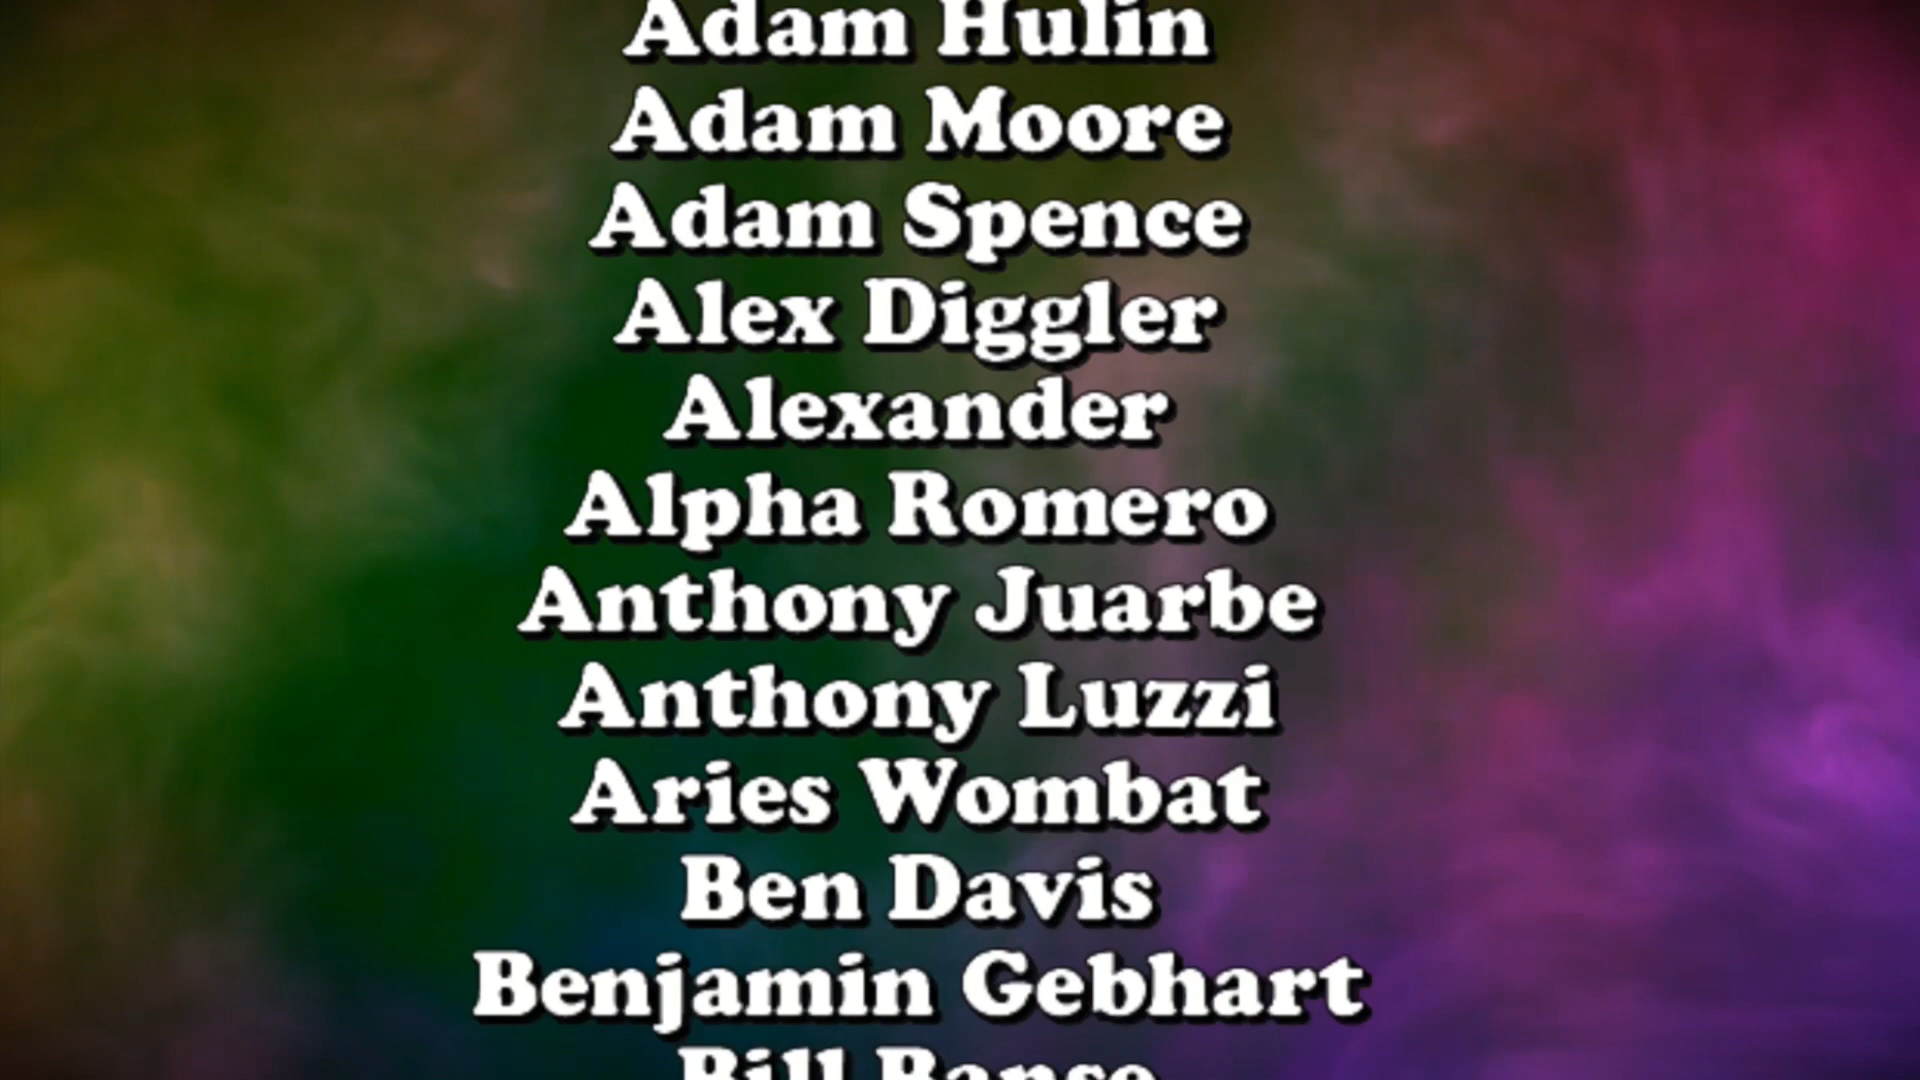 Adam Hulin
Adam Moore
Adam Spence
Alex Diggler
Alexander
Alpha Romero
Anthony Juarbe
Anthony Luzzi
Aries Wombat
Ben Davis
Benjamin Gebhart
Bill